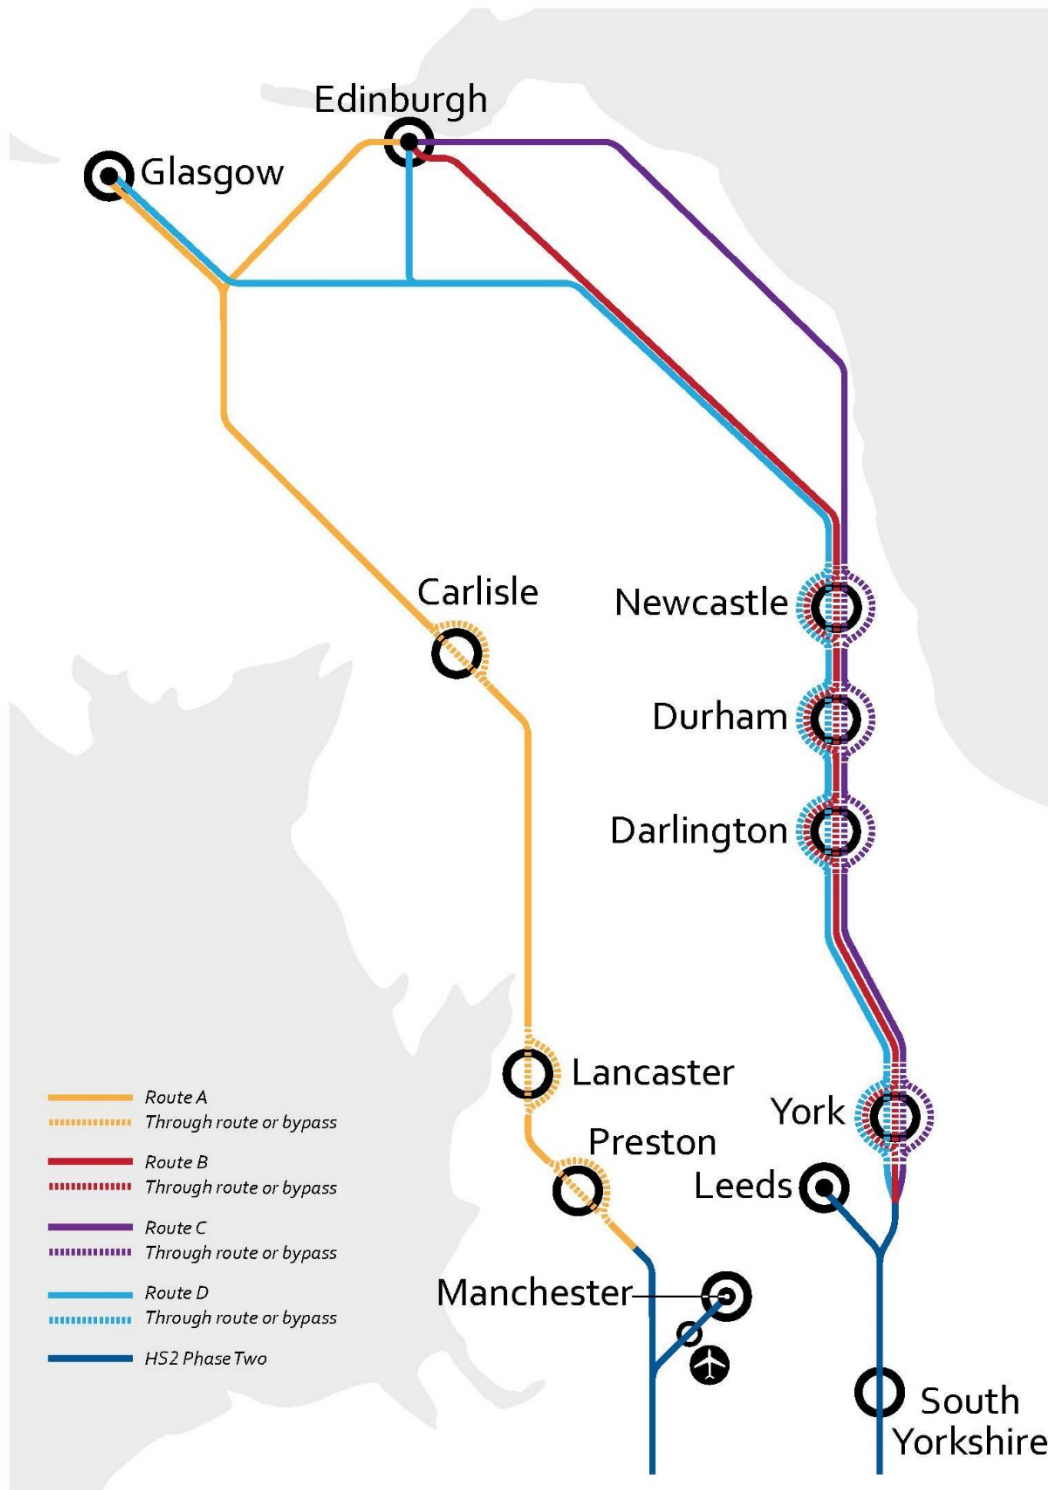 Edinburgh
Glasgow
Carlisle
Newcastle
Durham
Darlington
Lancaster
York
Preston
Leeds
Manchester
South
Yorkshire
Route A
Through route or bypass
Route B
Through route or bypass
Route C
Through route or bypass
Route D
Through route or bypass
HS2 Phase Two